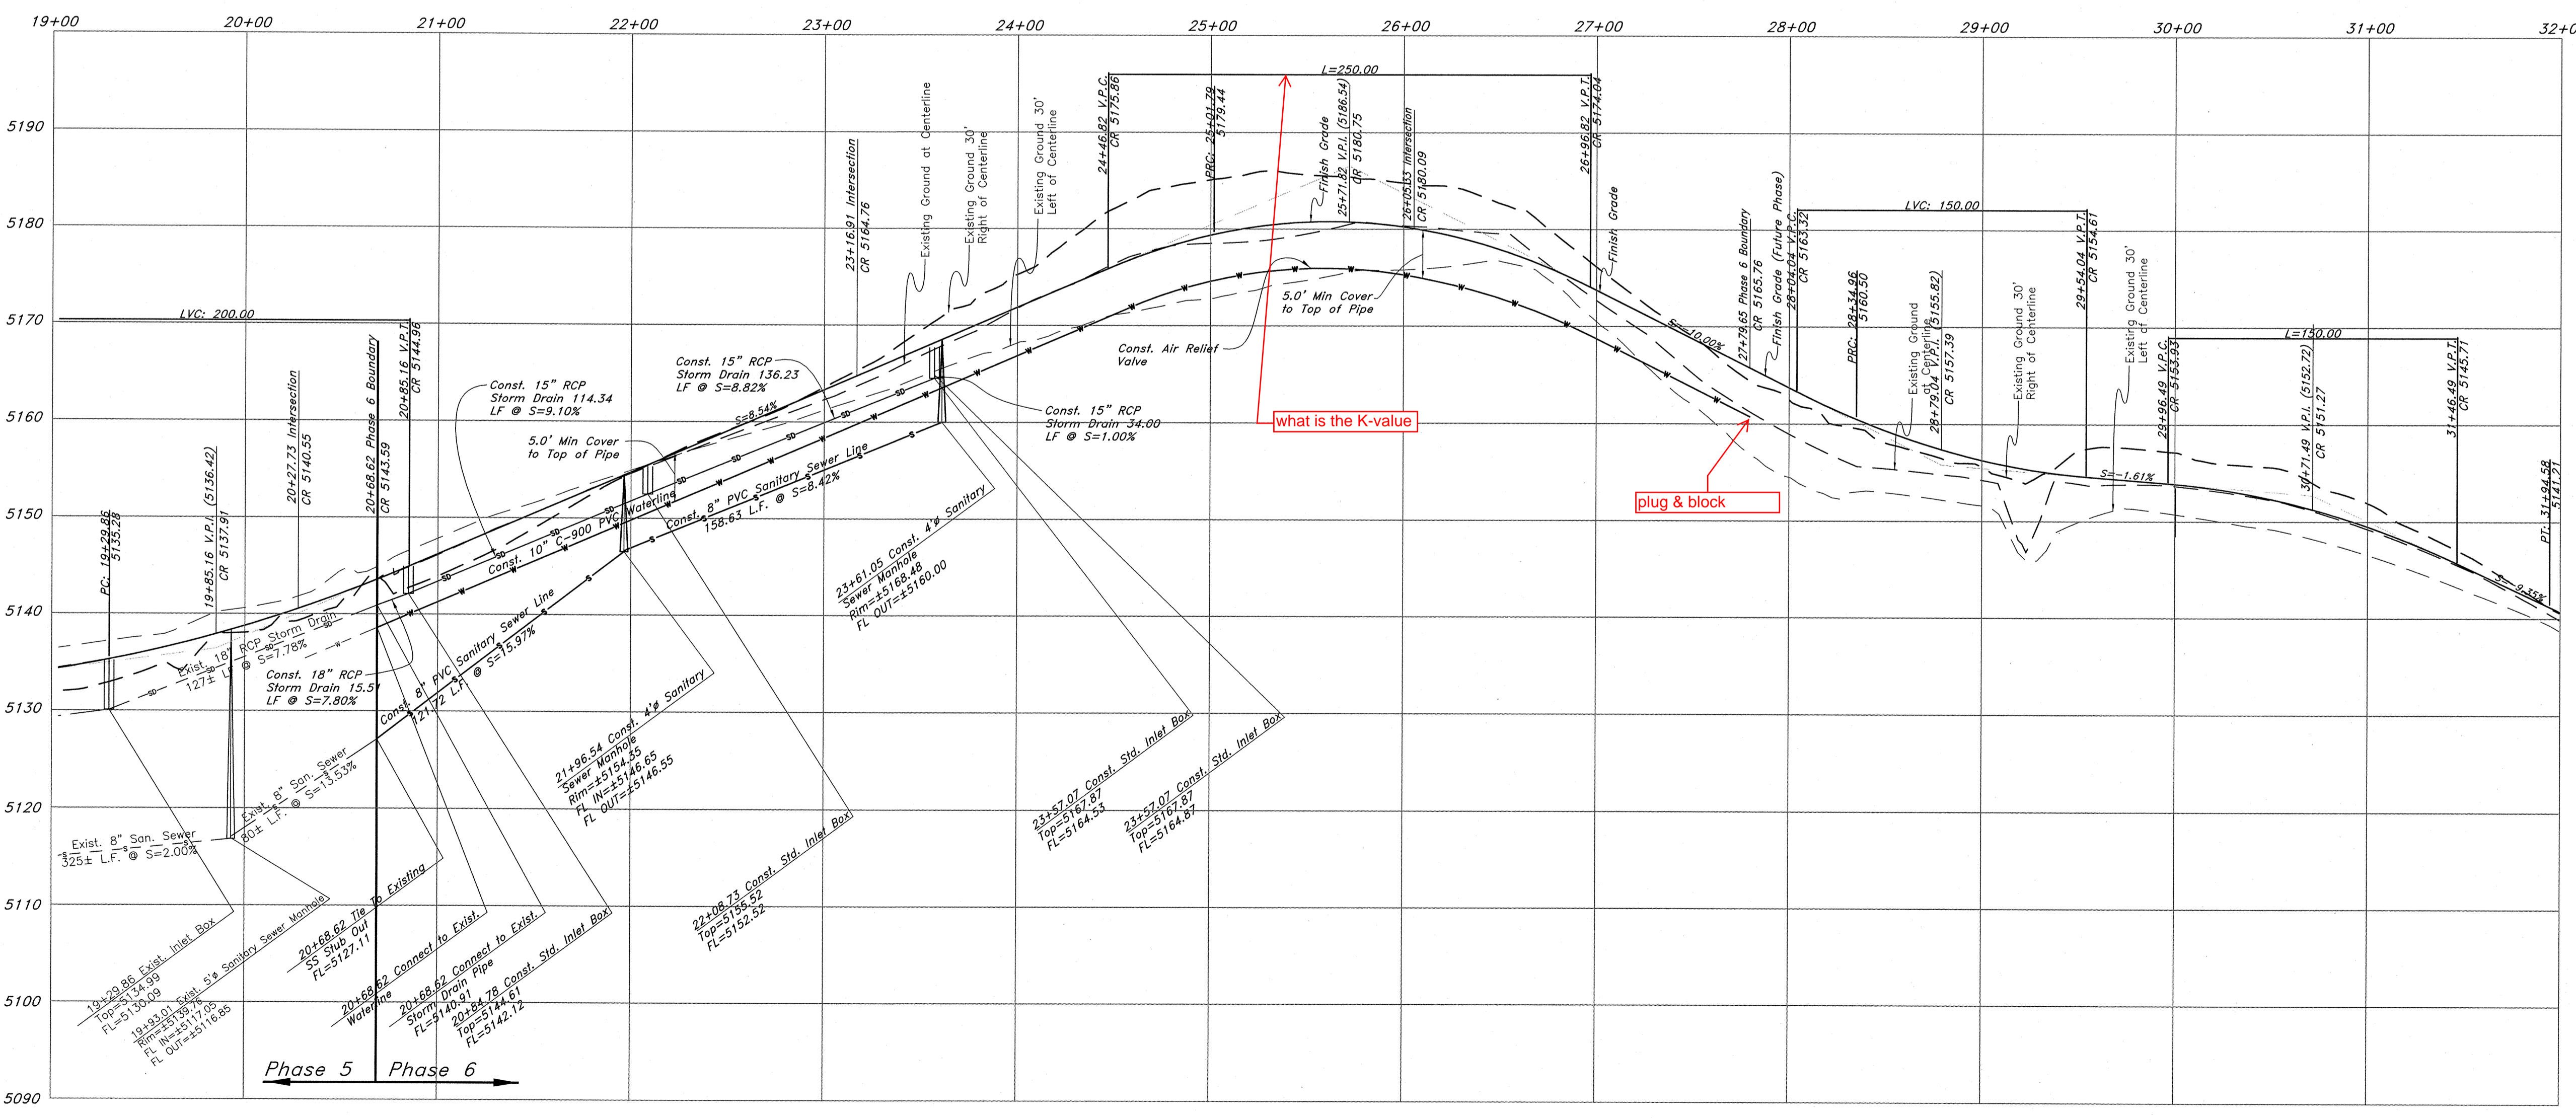 19+00
20+00
21+00
22+00
23+00
24+00
25+00
26+00
27+00
28+00
29+00
30+00
31+00
32+0
5190
5180
5170
5160
5150
5140
5130
5120
5110
5100
5090
PC: 19+29.86
5135.28
19+85.16 V.P.I. (5136.42)
CR 5137.91
20+27.73 Intersection
CR 5140.55
LVC: 200.00
20+68.62 Phase 6 Boundary
CR 5143.59
20+85.16 V.P.T.
CR 5144.96
Const. 15" RCP
Storm Drain 114.34
LF @ S=9.10%
5.0' Min Cover
to Top of Pipe
Const. 15" RCP
Storm Drain 136.23
LF @ S=8.82%
S=8.54%
23+16.91 Intersection
CR 5164.76
Existing Ground at Centerline
Existing Ground 30'
Right of Centerline
Existing Ground 30'
Left of Centerline
24+46.82 V.P.C.
CR 5175.86
PRC: 25+01.79
5179.44
L=250.00
Finish Grade
25+71.82 V.P.I. (5186.54)
CR 5180.75
26+05.33 Intersection
CR 5180.09
26+96.82 V.P.T.
CR 5174.04
Finish Grade
5.0' Min Cover
to Top of Pipe
Const. Air Relief
Valve
what is the K-value
plug & block
Const. 15" RCP
Storm Drain 34.00
LF @ S=1.00%
S=-10.00%
27+79.65 Phase 6 Boundary
CR 5165.76
Finish Grade (Future Phase)
28+04.04 V.P.C.
CR 5163.32
LVC: 150.00
PRC: 28+34.96
5160.50
Existing Ground
at Centerline
28+79.04 V.P.I. (5155.82)
CR 5157.39
Existing Ground 30'
Right of Centerline
29+54.04 V.P.T.
CR 5154.61
Existing Ground 30'
Left of Centerline
S=-1.61%
29+96.49 V.P.C.
CR 5153.93
L=150.00
30+71.49 V.P.I. (5152.72)
CR 5151.27
31+46.49 V.P.T.
CR 5145.71
S=-9.35%
PT: 31+94.58
5141.21
Const. 10" C-900 PVC Waterline
Const. 8" PVC Sanitary Sewer Line
158.63 L.F. @ S=8.42%
Const. 8" PVC Sanitary Sewer Line
121.72 L.F. @ S=15.97%
Exist. 18" RCP Storm Drain
127± LF @ S=7.78%
Const. 18" RCP
Storm Drain 15.51
LF @ S=7.80%
Exist. 8" San. Sewer
80± L.F. @ S=13.53%
Exist. 8" San. Sewer
325± L.F. @ S=2.00%
19+29.86 Exist. Inlet Box
Top=5134.99
FL=5130.09
19+93.01 Exist. 5'ø Sanitary Sewer Manhole
Rim=±5139.76
FL IN=±5117.05
FL OUT=±5116.85
20+68.62 Tie To Existing
SS Stub Out
FL=5127.11
20+68.62 Connect to Exist.
Waterline
20+68.62 Connect to Exist.
Storm Drain Pipe
FL=5140.91
20+84.78 Const. Std. Inlet Box
Top=5144.61
FL=5142.12
21+96.54 Const. 4'ø Sanitary
Sewer Manhole
Rim=±5154.35
FL IN=±5146.65
FL OUT=±5146.55
22+08.73 Const. Std. Inlet Box
Top=5155.52
FL=5152.52
23+61.05 Const. 4'ø Sanitary
Sewer Manhole
Rim=±5168.48
FL OUT=±5160.00
23+57.07 Const. Std. Inlet Box
Top=5167.87
FL=5164.53
23+57.07 Const. Std. Inlet Box
Top=5167.87
FL=5164.87
Phase 5
Phase 6